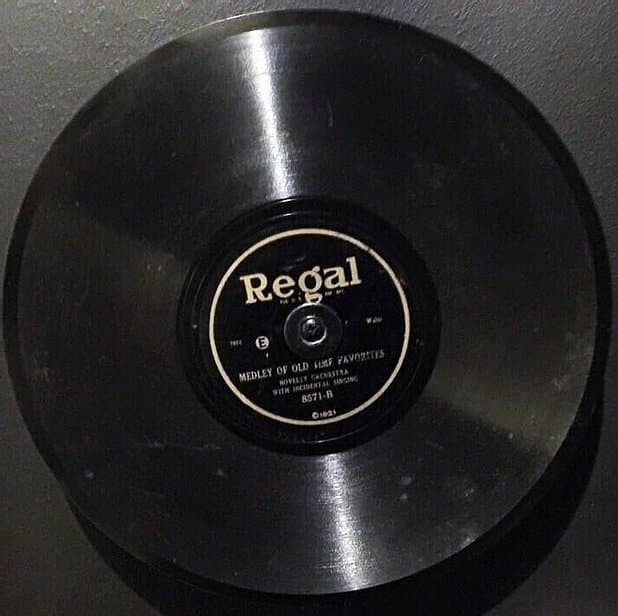 Regal
Waltz
E
MEDLEY OF OLD TIME FAVORITES
NOVELTY ORCHESTRA
WITH INCIDENTAL SINGING
8571-B
©1921